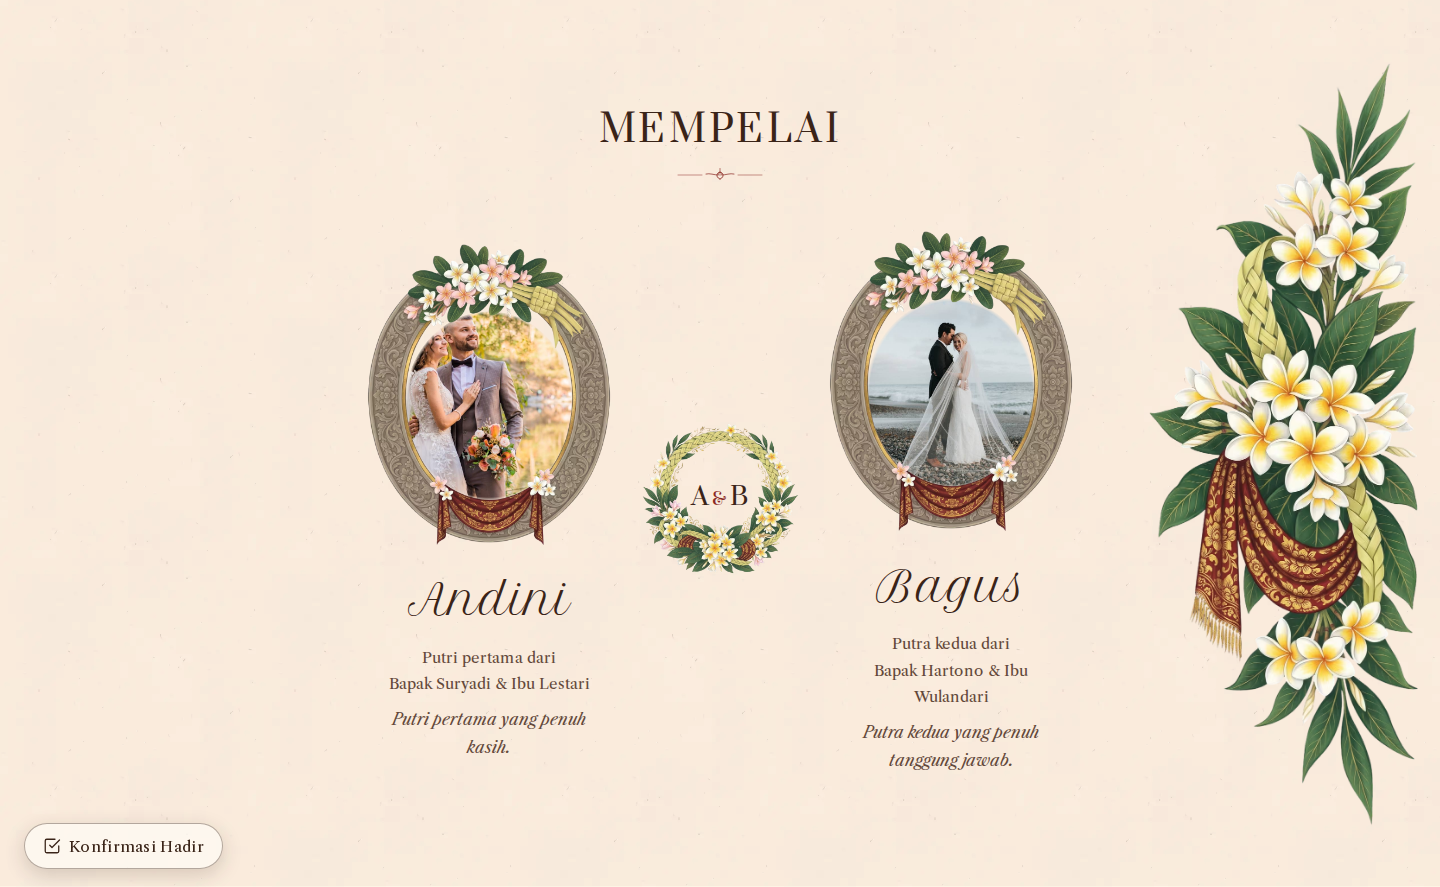 MEMPELAI
A&B
Andini
Putri pertama dari
Bapak Suryadi & Ibu Lestari
Putri pertama yang penuh
kasih.
Bagus
Putra kedua dari
Bapak Hartono & Ibu
Wulandari
Putra kedua yang penuh
tanggung jawab.
Konfirmasi Hadir